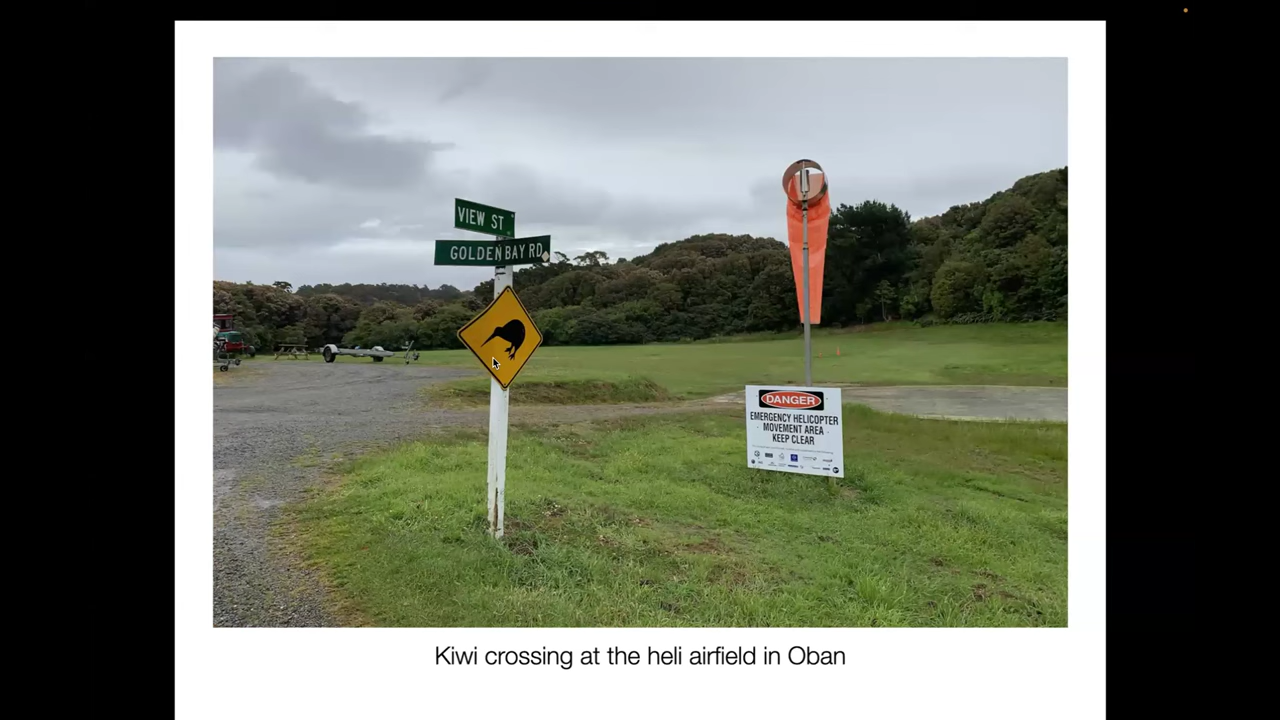 VIEW ST
GOLDEN BAY RD
DANGER
EMERGENCY HELICOPTER
MOVEMENT AREA
KEEP CLEAR
Kiwi crossing at the heli airfield in Oban